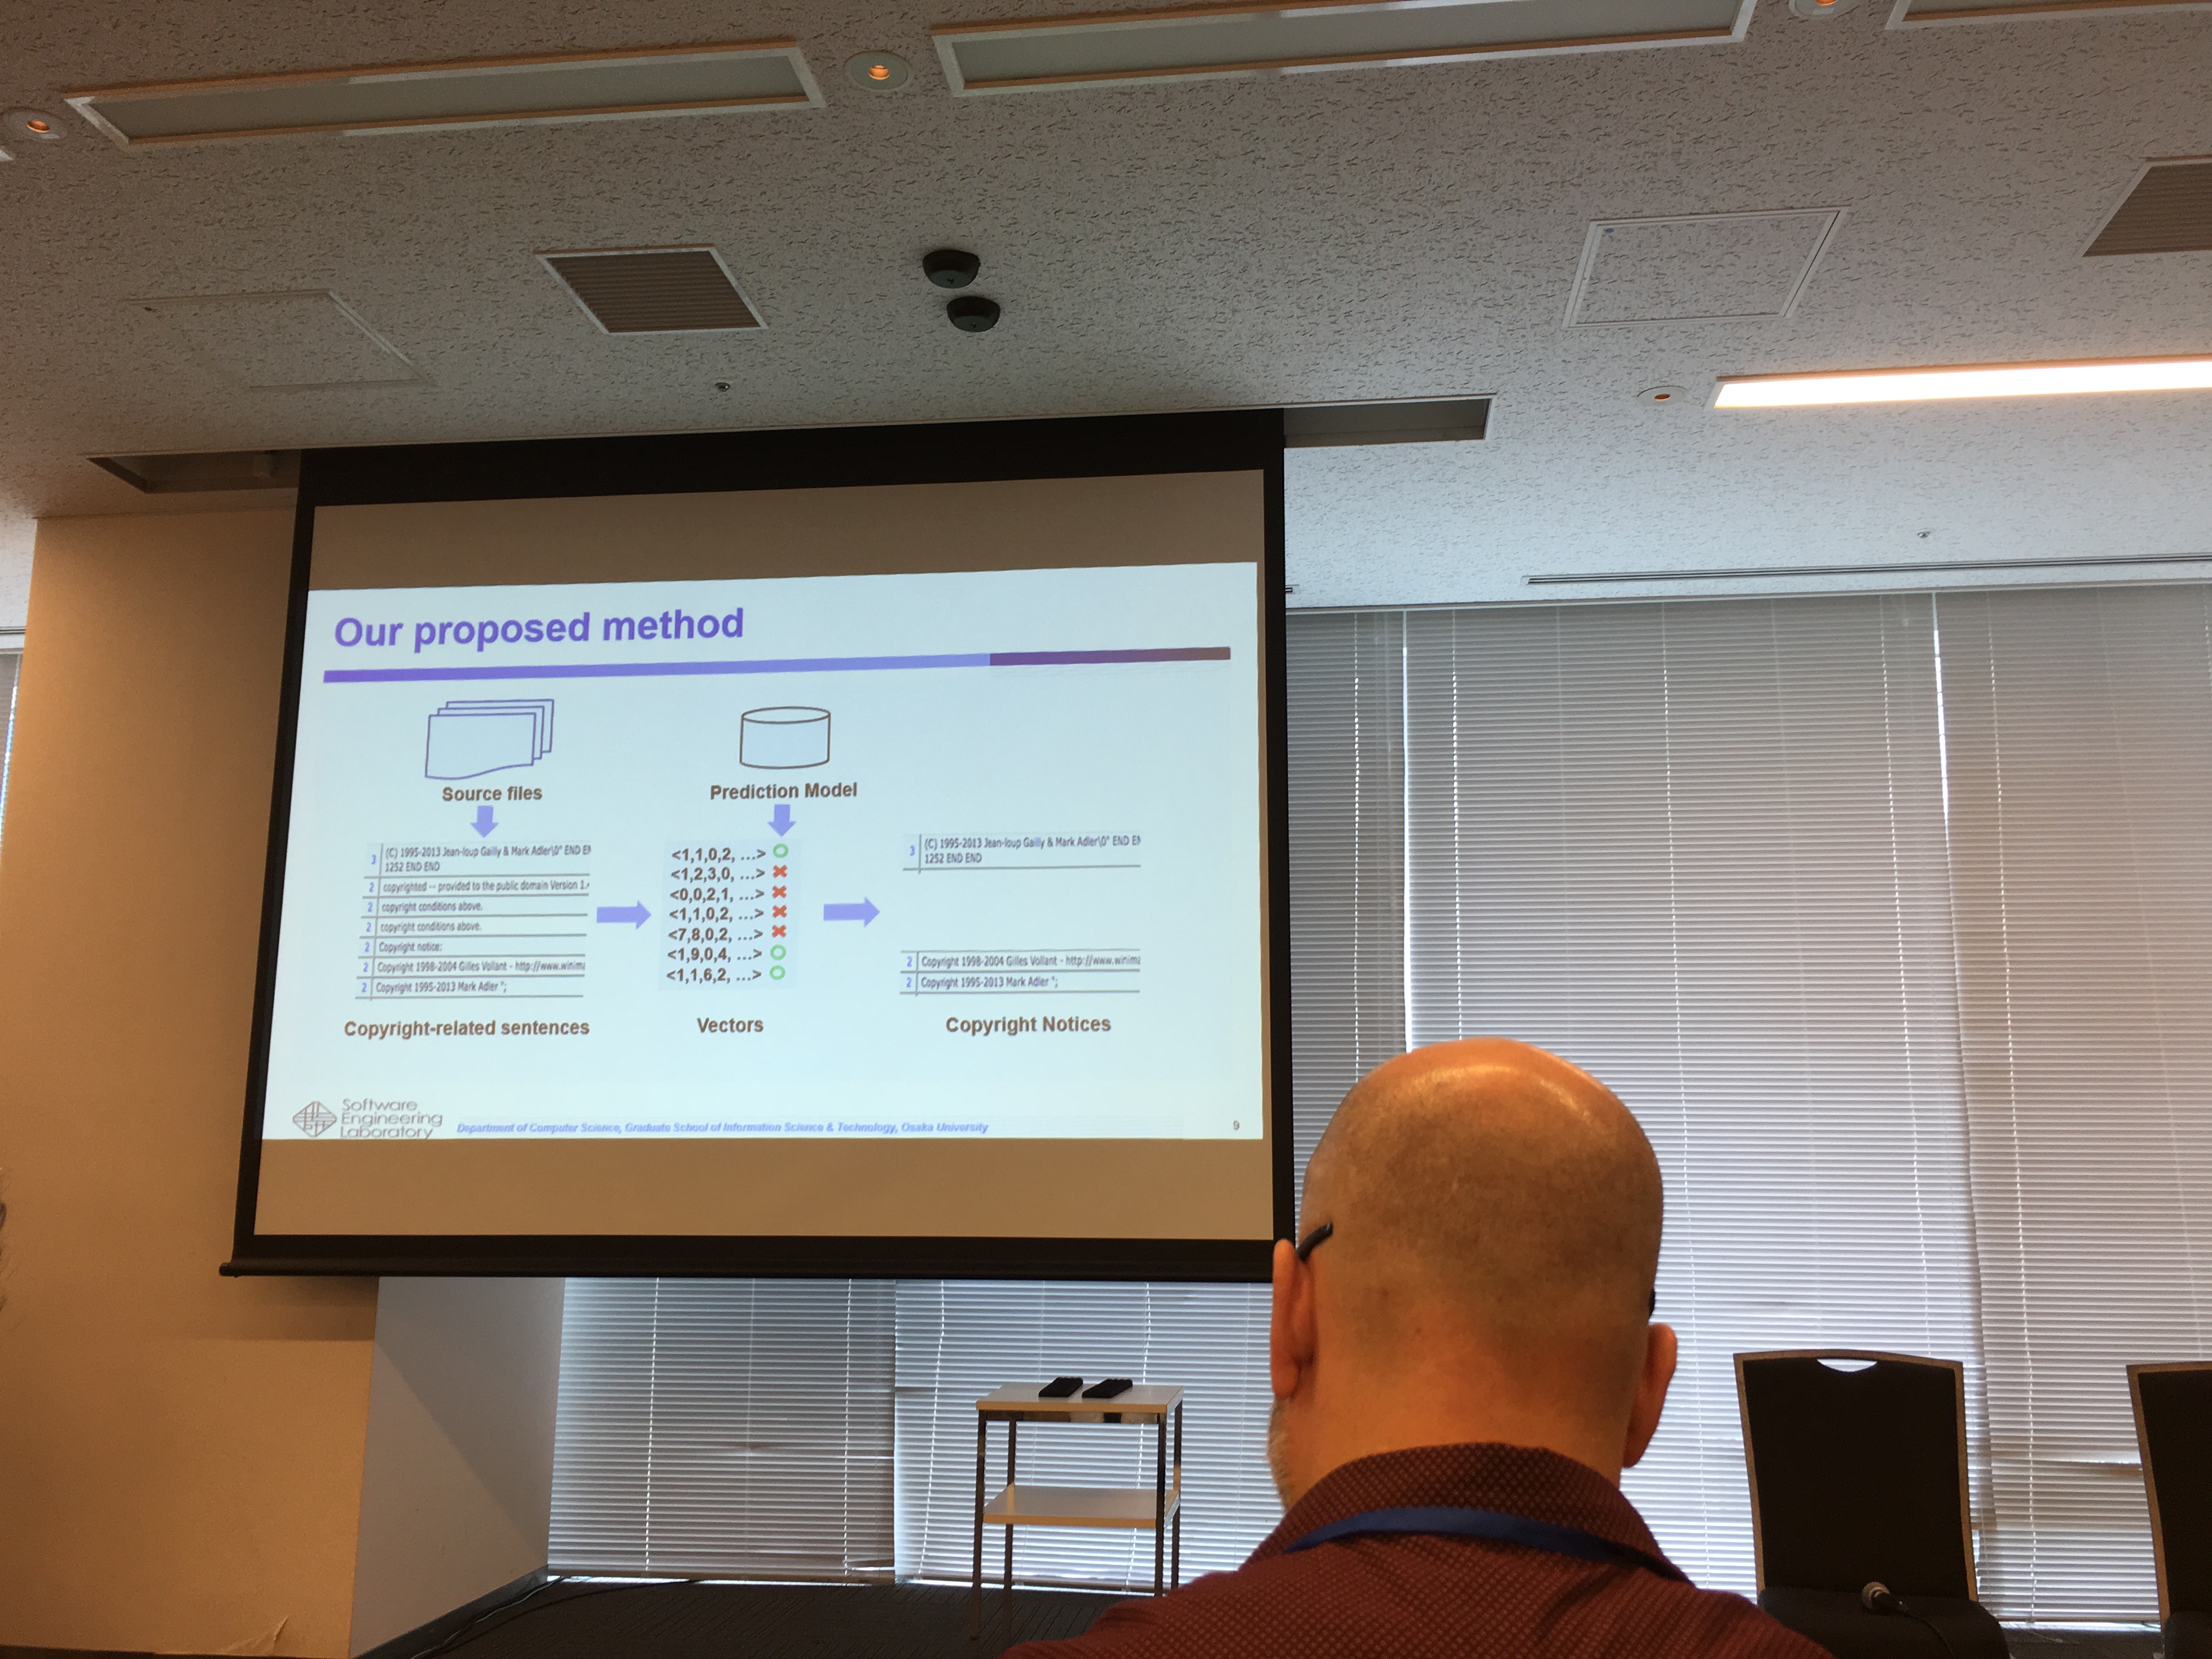 Our proposed method
Source files
Prediction Model
3 (C) 1995-2013 Jean-loup Gailly & Mark Adler\0" END EN
1252 END END
2 copyrighted -- provided to the public domain Version 1.
2 copyright conditions above.
2 copyright conditions above.
2 Copyright notice:
2 Copyright 1998-2004 Gilles Vollant - http://www.winima
2 Copyright 1995-2013 Mark Adler ";
Copyright-related sentences
<1,1,0,2, ...>
<1,2,3,0, ...>
<0,0,2,1, ...>
<1,1,0,2, ...>
<7,8,0,2, ...>
<1,9,0,4, ...>
<1,1,6,2, ...>
Vectors
3 (C) 1995-2013 Jean-loup Gailly & Mark Adler\0" END EN
1252 END END
2 Copyright 1998-2004 Gilles Vollant - http://www.winima
2 Copyright 1995-2013 Mark Adler ";
Copyright Notices
Software
Engineering
Laboratory
Department of Computer Science, Graduate School of Information Science & Technology, Osaka University
9